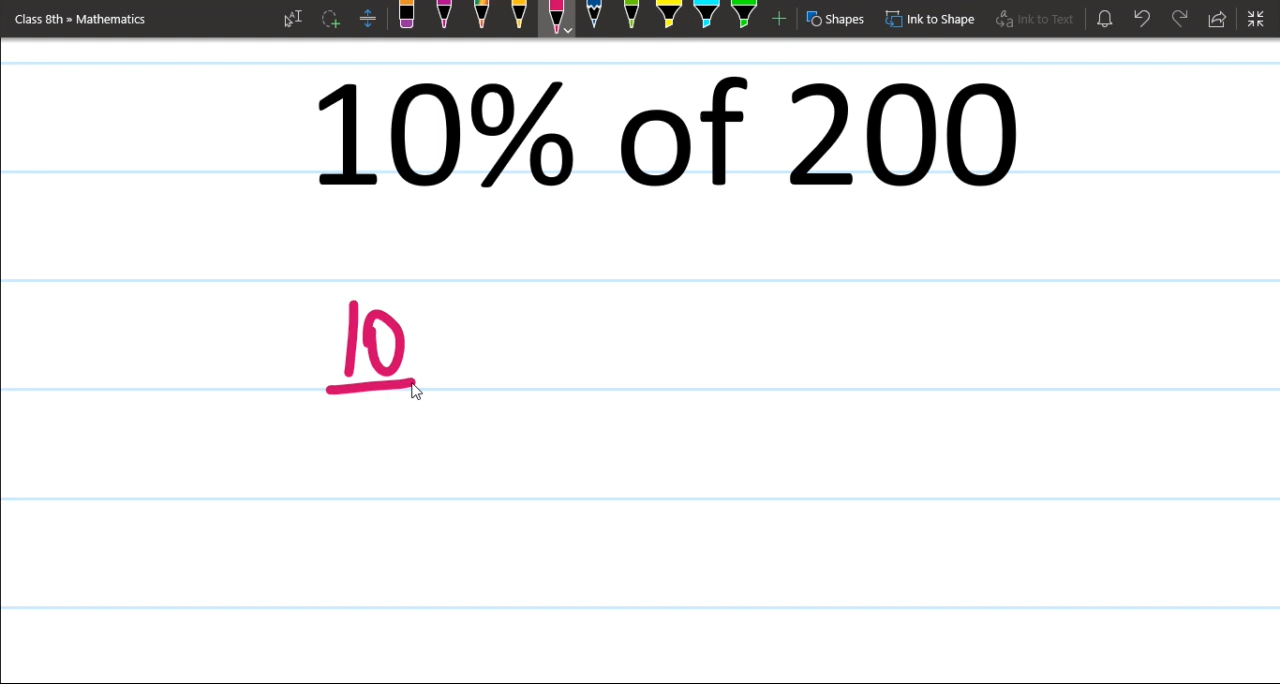 Class 8th » Mathematics
Shapes
Ink to Shape
Ink to Text
10% of 200
10